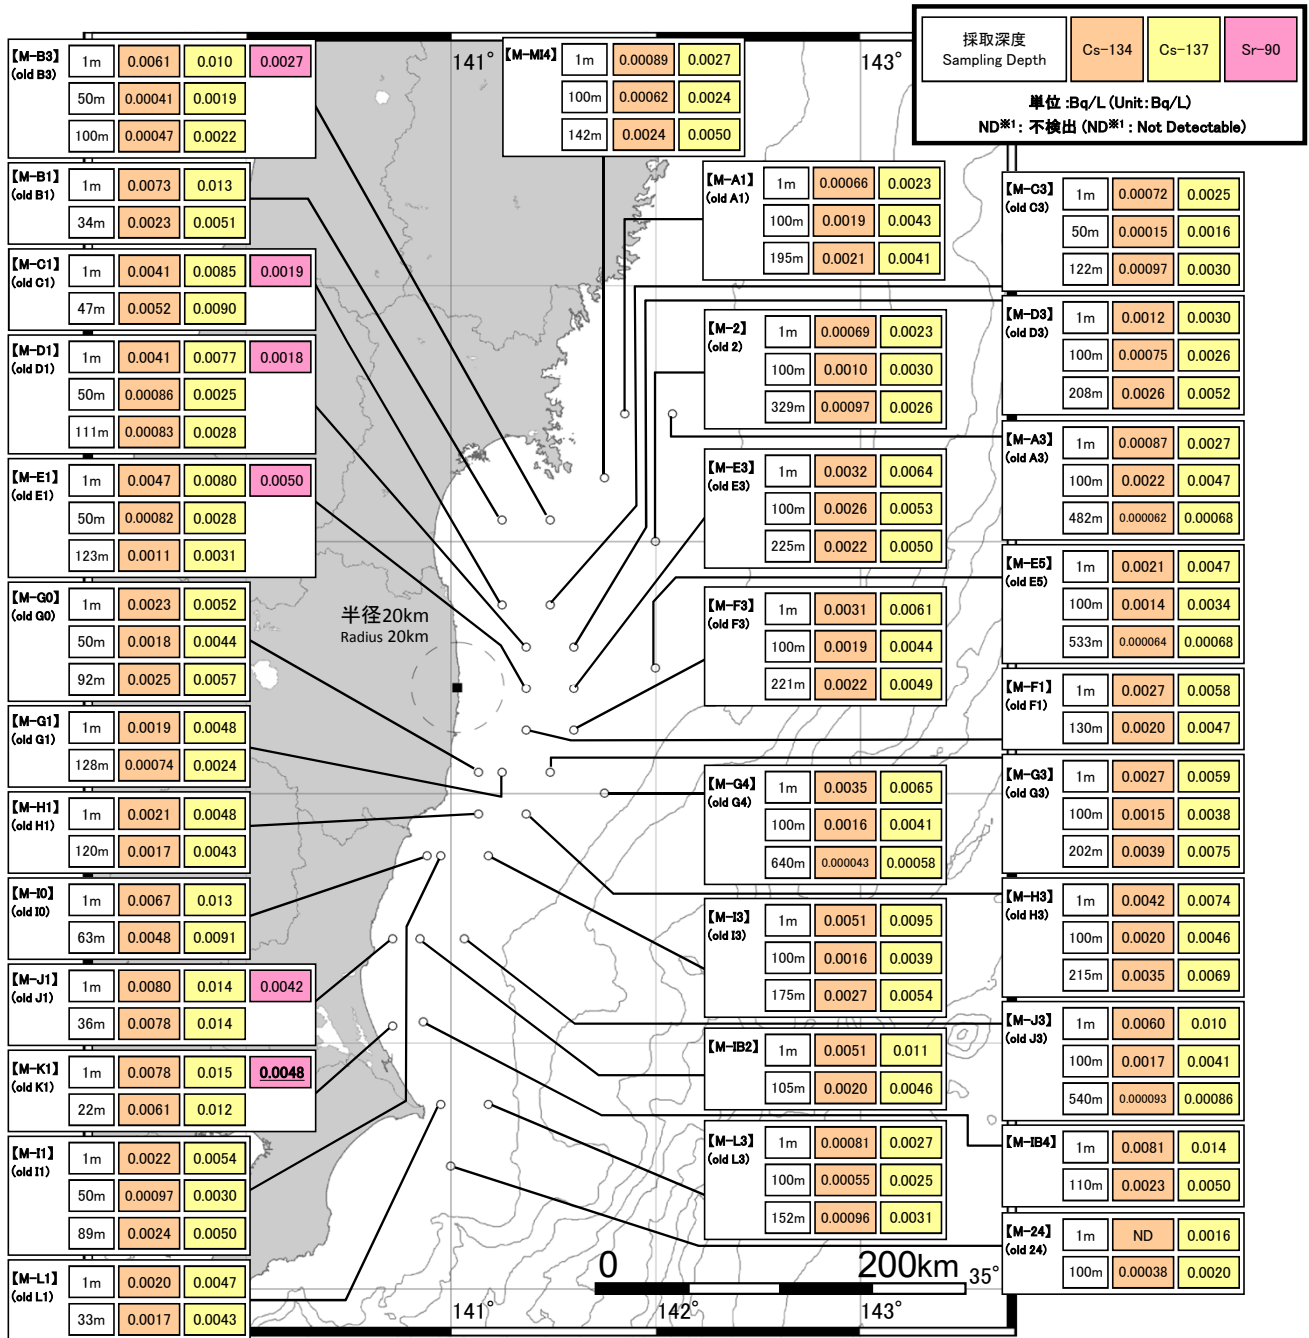 採取深度
Sampling Depth
Cs-134
Cs-137
Sr-90
単位 :Bq/L (Unit:Bq/L)
ND※1: 不検出 (ND※1: Not Detectable)
141°
143°
【M-B3】
(old B3)
1m 0.0061 0.010 0.0027
50m 0.00041 0.0019
100m 0.00047 0.0022
【M-B1】
(old B1)
1m 0.0073 0.013
34m 0.0023 0.0051
【M-C1】
(old C1)
1m 0.0041 0.0085 0.0019
47m 0.0052 0.0090
【M-D1】
(old D1)
1m 0.0041 0.0077 0.0018
50m 0.00086 0.0025
111m 0.00083 0.0028
【M-E1】
(old E1)
1m 0.0047 0.0080 0.0050
50m 0.00082 0.0028
123m 0.0011 0.0031
【M-G0】
(old G0)
1m 0.0023 0.0052
50m 0.0018 0.0044
92m 0.0025 0.0057
【M-G1】
(old G1)
1m 0.0019 0.0048
128m 0.00074 0.0024
【M-H1】
(old H1)
1m 0.0021 0.0048
120m 0.0017 0.0043
【M-I0】
(old I0)
1m 0.0067 0.013
63m 0.0048 0.0091
【M-J1】
(old J1)
1m 0.0080 0.014 0.0042
36m 0.0078 0.014
【M-K1】
(old K1)
1m 0.0078 0.015 0.0048
22m 0.0061 0.012
【M-I1】
(old I1)
1m 0.0022 0.0054
50m 0.00097 0.0030
89m 0.0024 0.0050
【M-L1】
(old L1)
1m 0.0020 0.0047
33m 0.0017 0.0043
半径20km
Radius 20km
【M-MI4】
1m 0.00089 0.0027
100m 0.00062 0.0024
142m 0.0024 0.0050
【M-A1】
(old A1)
1m 0.00066 0.0023
100m 0.0019 0.0043
195m 0.0021 0.0041
【M-2】
(old 2)
1m 0.00069 0.0023
100m 0.0010 0.0030
329m 0.00097 0.0026
【M-E3】
(old E3)
1m 0.0032 0.0064
100m 0.0026 0.0053
225m 0.0022 0.0050
【M-F3】
(old F3)
1m 0.0031 0.0061
100m 0.0019 0.0044
221m 0.0022 0.0049
【M-G4】
(old G4)
1m 0.0035 0.0065
100m 0.0016 0.0041
640m 0.000043 0.00058
【M-I3】
(old I3)
1m 0.0051 0.0095
100m 0.0016 0.0039
175m 0.0027 0.0054
【M-IB2】
1m 0.0051 0.011
105m 0.0020 0.0046
【M-L3】
(old L3)
1m 0.00081 0.0027
100m 0.00055 0.0025
152m 0.00096 0.0031
【M-C3】
(old C3)
1m 0.00072 0.0025
50m 0.00015 0.0016
122m 0.00097 0.0030
【M-D3】
(old D3)
1m 0.0012 0.0030
100m 0.00075 0.0026
208m 0.0026 0.0052
【M-A3】
(old A3)
1m 0.00087 0.0027
100m 0.0022 0.0047
482m 0.000062 0.00068
【M-E5】
(old E5)
1m 0.0021 0.0047
100m 0.0014 0.0034
533m 0.000064 0.00068
【M-F1】
(old F1)
1m 0.0027 0.0058
130m 0.0020 0.0047
【M-G3】
(old G3)
1m 0.0027 0.0059
100m 0.0015 0.0038
202m 0.0039 0.0075
【M-H3】
(old H3)
1m 0.0042 0.0074
100m 0.0020 0.0046
215m 0.0035 0.0069
【M-J3】
(old J3)
1m 0.0060 0.010
100m 0.0017 0.0041
540m 0.000093 0.00086
【M-IB4】
1m 0.0081 0.014
110m 0.0023 0.0050
【M-24】
(old 24)
1m ND 0.0016
100m 0.00038 0.0020
0 200km
35°
141°
142°
143°